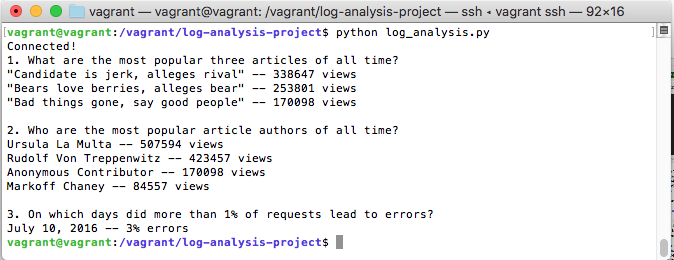 vagrant — vagrant@vagrant: /vagrant/log-analysis-project — ssh ◂ vagrant ssh — 92×16
[vagrant@vagrant:/vagrant/log-analysis-project$ python log_analysis.py ]
Connected!
1. What are the most popular three articles of all time?
"Candidate is jerk, alleges rival" -- 338647 views
"Bears love berries, alleges bear" -- 253801 views
"Bad things gone, say good people" -- 170098 views
2. Who are the most popular article authors of all time?
Ursula La Multa -- 507594 views
Rudolf Von Treppenwitz -- 423457 views
Anonymous Contributor -- 170098 views
Markoff Chaney -- 84557 views
3. On which days did more than 1% of requests lead to errors?
July 10, 2016 -- 3% errors
vagrant@vagrant:/vagrant/log-analysis-project$